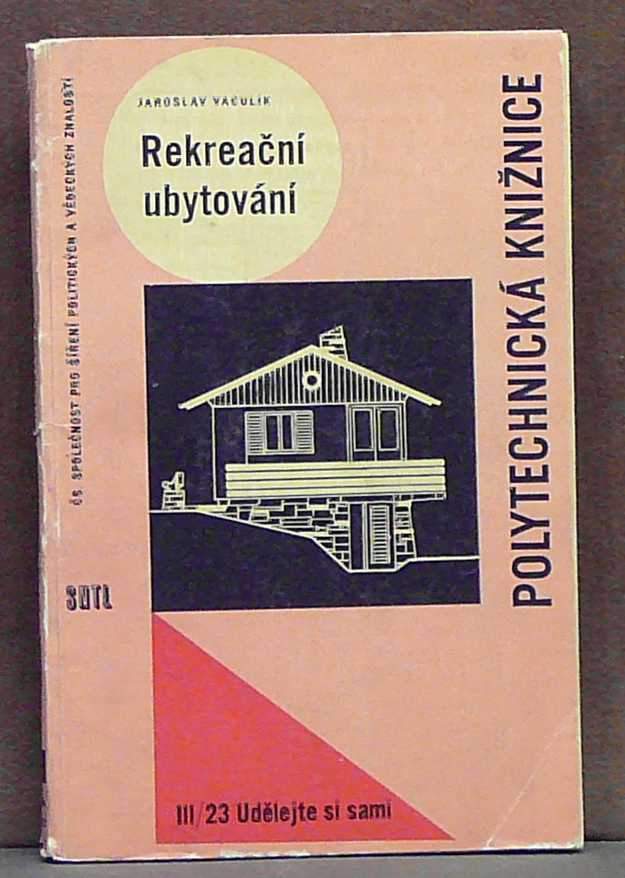 JAROSLAV VACULÍK
Rekreační
ubytování
POLYTECHNICKÁ KNIŽNICE
ČS. SPOLEČNOST PRO ŠÍŘENÍ POLITICKÝCH A VĚDECKÝCH ZNALOSTÍ
SNTL
III/23 Udělejte si sami